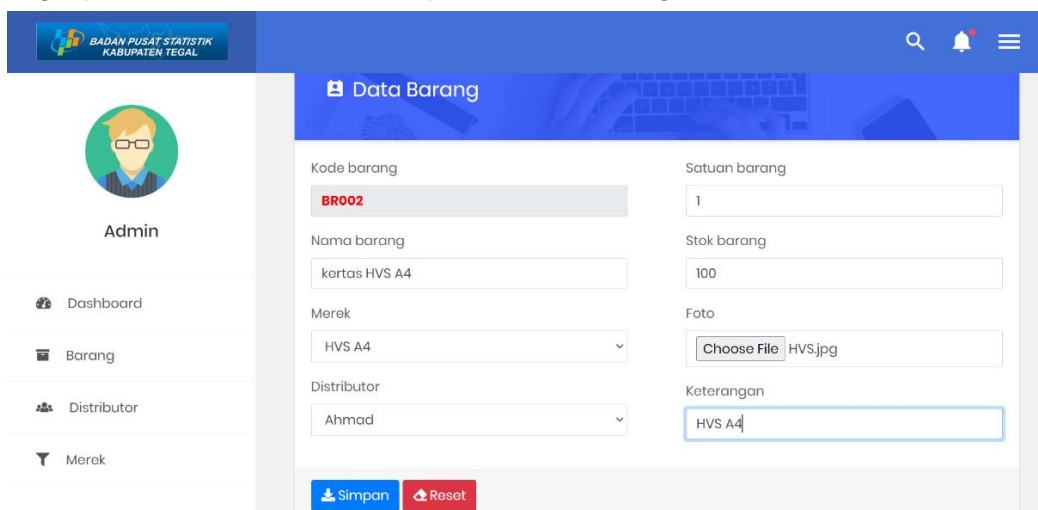 BADAN PUSAT STATISTIK
KABUPATEN TEGAL
Admin
Dashboard
Barang
Distributor
Merek
Data Barang
Kode barang
BR002
Nama barang
kertas HVS A4
Merek
HVS A4
Distributor
Ahmad
Satuan barang
1
Stok barang
100
Foto
Choose File HVS.jpg
Keterangan
HVS A4
Simpan
Reset